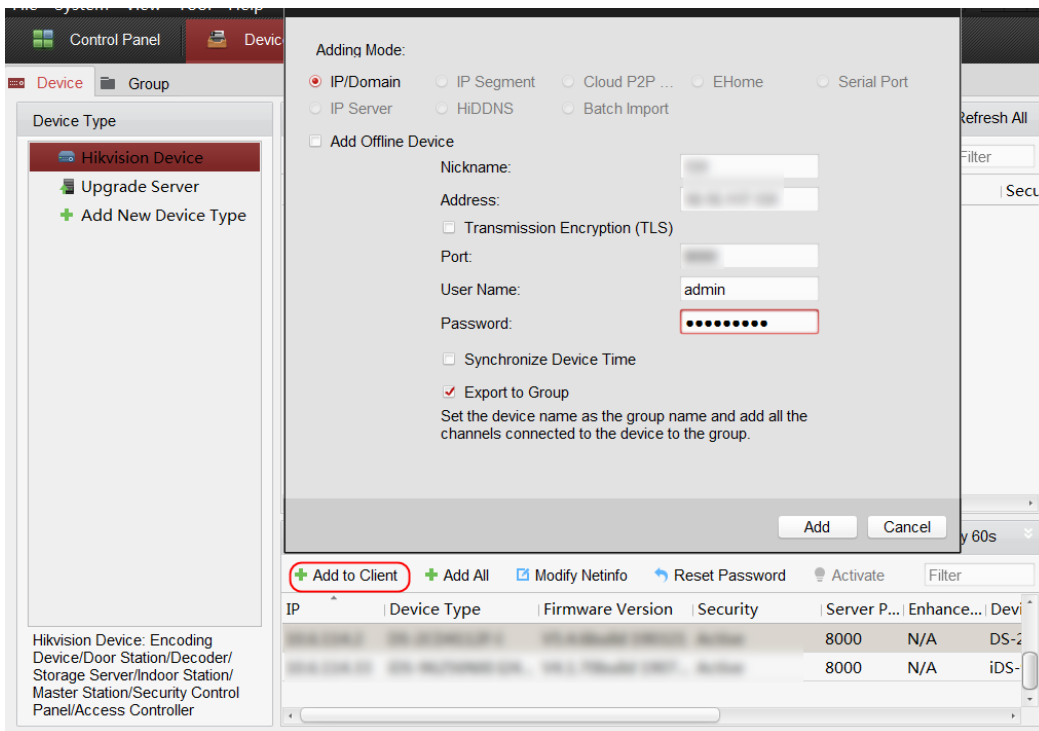 File System View Tool Help
Control Panel
Devic
Device
Group
Device Type
Hikvision Device
Upgrade Server
Add New Device Type
Hikvision Device: Encoding
Device/Door Station/Decoder/
Storage Server/Indoor Station/
Master Station/Security Control
Panel/Access Controller
Adding Mode:
IP/Domain
IP Segment
Cloud P2P ...
EHome
Serial Port
IP Server
HiDDNS
Batch Import
Add Offline Device
Nickname:
Address:
Transmission Encryption (TLS)
Port:
User Name: admin
Password: ●●●●●●●●●
Synchronize Device Time
Export to Group
Set the device name as the group name and add all the
channels connected to the device to the group.
Add
Cancel
Refresh All
Filter
Secu
y 60s
Add to Client
Add All
Modify Netinfo
Reset Password
Activate
Filter
IP Device Type Firmware Version Security Server P... Enhance... Devi
8000 N/A DS-2
8000 N/A iDS-